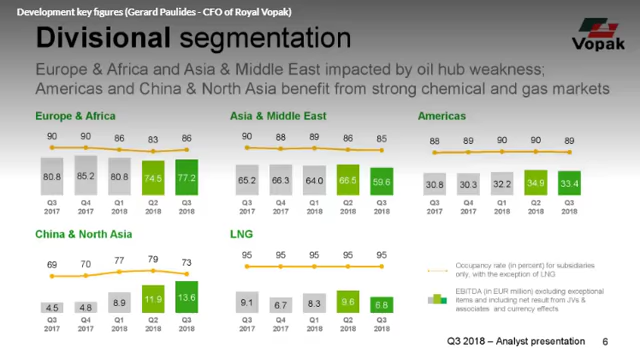 Development key figures (Gerard Paulides - CFO of Royal Vopak)
Divisional segmentation
Vopak
Europe & Africa and Asia & Middle East impacted by oil hub weakness;
Americas and China & North Asia benefit from strong chemical and gas markets
Europe & Africa
90 90 86 83 86
80.8 85.2 80.8 74.5 77.2
Q3 Q4 Q1 Q2 Q3
2017 2017 2018 2018 2018
Asia & Middle East
90 88 89 86 85
65.2 66.3 64.0 66.5 59.6
Q3 Q4 Q1 Q2 Q3
2017 2017 2018 2018 2018
Americas
88 89 90 90 89
30.8 30.3 32.2 34.9 33.4
Q3 Q4 Q1 Q2 Q3
2017 2017 2018 2018 2018
China & North Asia
69 70 77 79 73
4.5 4.8 8.9 11.9 13.6
Q3 Q4 Q1 Q2 Q3
2017 2017 2018 2018 2018
LNG
95 95 95 95 95
9.1 6.7 8.3 9.6 6.8
Q3 Q4 Q1 Q2 Q3
2017 2017 2018 2018 2018
Occupancy rate (in percent) for subsidiaries
only, with the exception of LNG
EBITDA (in EUR million) excluding exceptional
items and including net result from JVs &
associates and currency effects
Q3 2018 – Analyst presentation 6